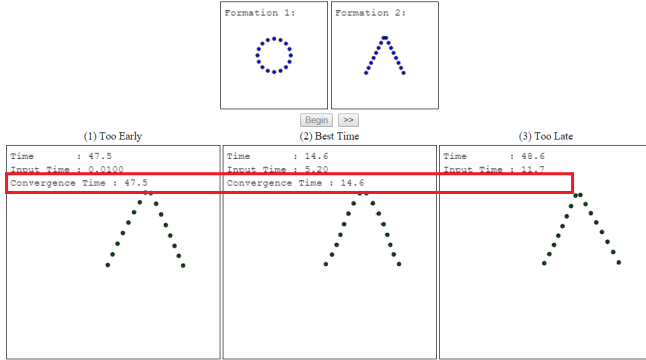 Formation 1:
Formation 2:
Begin
>>
(1) Too Early
(2) Best Time
(3) Too Late
Time : 47.5
Input Time : 0.0100
Convergence Time : 47.5
Time : 14.6
Input Time : 5.20
Convergence Time : 14.6
Time : 48.6
Input Time : 11.7